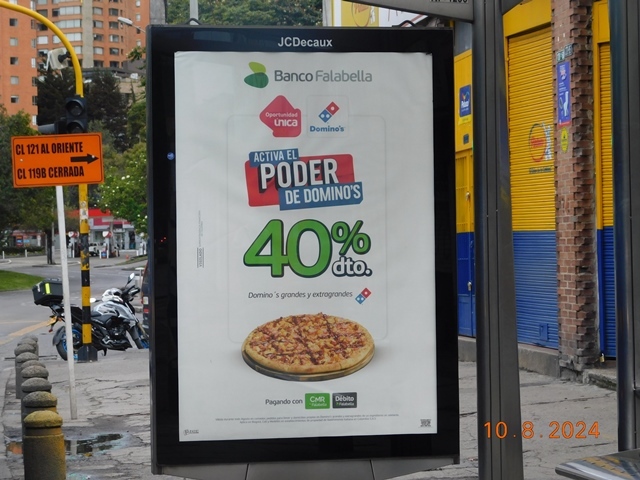 JCDecaux
Banco Falabella
Oportunidad
única
Domino's
ACTIVA EL
PODER
DE DOMINO'S
40%
dto.
Domino´s grandes y extragrandes
Pagando con
CMR
Débito
CL 121 AL ORIENTE
CL 119B CERRADA
10.8.2024